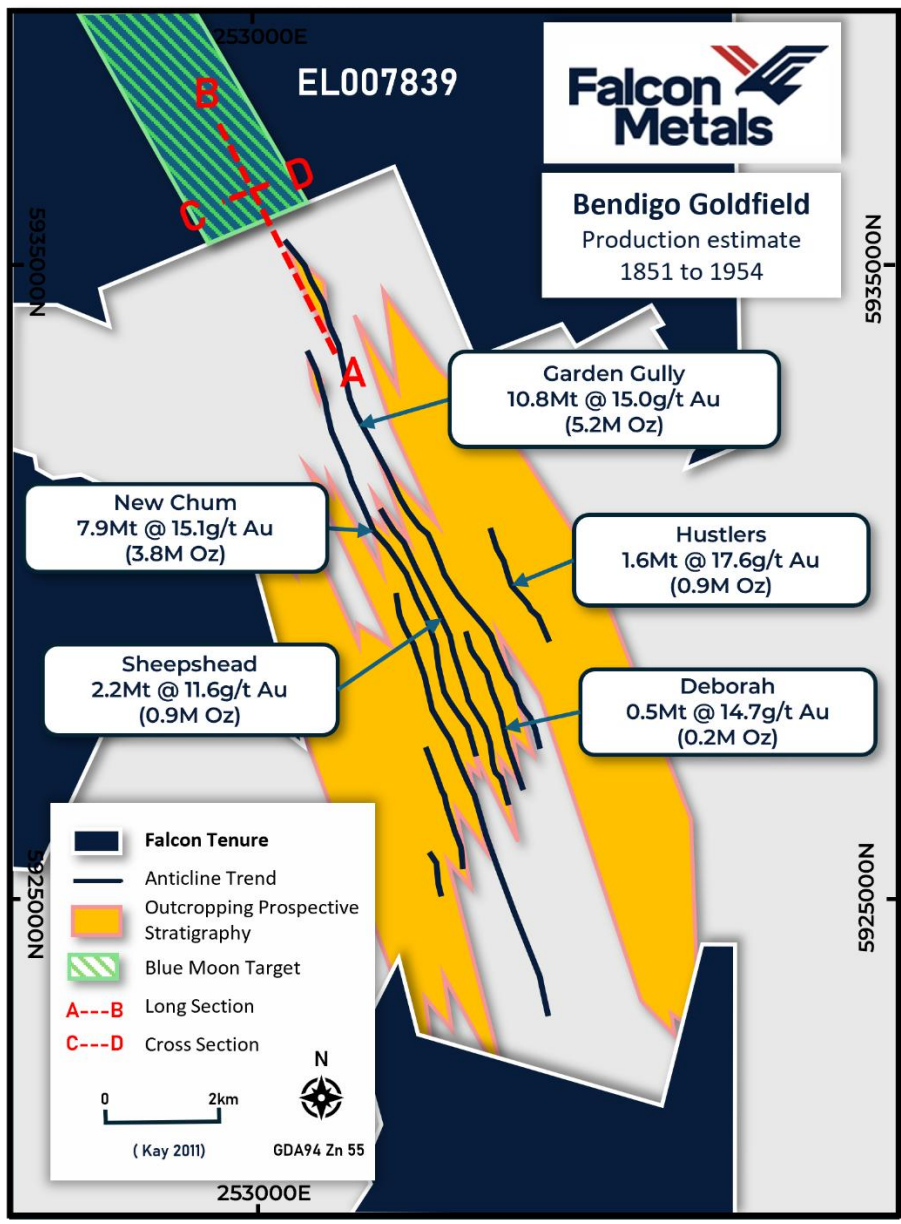 253000E
EL007839
Falcon
Metals
Bendigo Goldfield
Production estimate
1851 to 1954
B
D
C
A
5935000N
5935000N
Garden Gully
10.8Mt @ 15.0g/t Au
(5.2M Oz)
New Chum
7.9Mt @ 15.1g/t Au
(3.8M Oz)
Hustlers
1.6Mt @ 17.6g/t Au
(0.9M Oz)
Sheepshead
2.2Mt @ 11.6g/t Au
(0.9M Oz)
Deborah
0.5Mt @ 14.7g/t Au
(0.2M Oz)
5925000N
5925000N
Falcon Tenure
Anticline Trend
Outcropping Prospective
Stratigraphy
Blue Moon Target
A---B Long Section
C---D Cross Section
0 2km
( Kay 2011)
N
GDA94 Zn 55
253000E